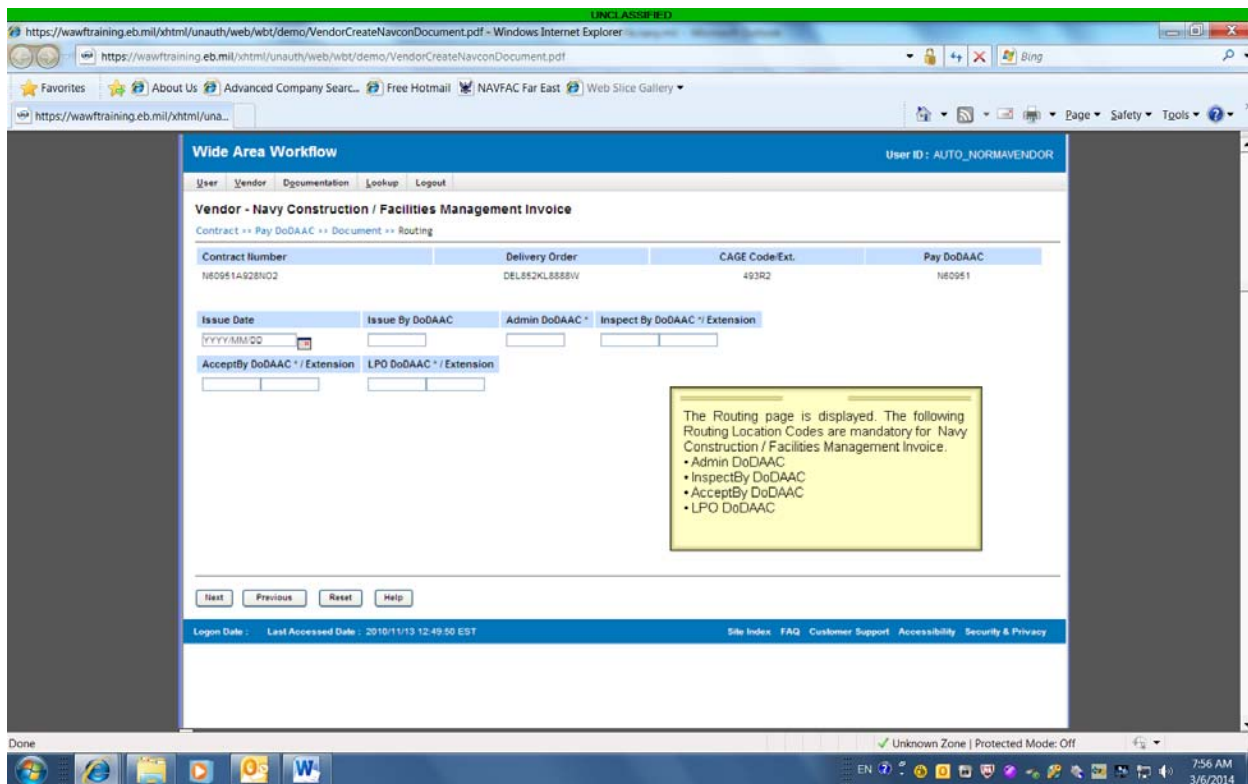 UNCLASSIFIED
https://wawftraining.eb.mil/xhtml/unauth/web/wbt/demo/VendorCreateNavconDocument.pdf - Windows Internet Explorer
https://wawftraining.eb.mil/xhtml/unauth/web/wbt/demo/VendorCreateNavconDocument.pdf
Bing
Favorites About Us Advanced Company Searc... Free Hotmail NAVFAC Far East Web Slice Gallery
https://wawftraining.eb.mil/xhtml/una...
Page Safety Tools
Wide Area Workflow User ID : AUTO_NORMAVENDOR
User Vendor Documentation Lookup Logout
Vendor - Navy Construction / Facilities Management Invoice
Contract >> Pay DoDAAC >> Document >> Routing
Contract Number Delivery Order CAGE Code/Ext. Pay DoDAAC
N60951A928NO2 DEL852KL8888W 493R2 N60951
Issue Date Issue By DoDAAC Admin DoDAAC * Inspect By DoDAAC */ Extension
YYYY/MM/DD
AcceptBy DoDAAC * / Extension LPO DoDAAC * / Extension
The Routing page is displayed. The following
Routing Location Codes are mandatory for Navy
Construction / Facilities Management Invoice.
• Admin DoDAAC
• InspectBy DoDAAC
• AcceptBy DoDAAC
• LPO DoDAAC
Next Previous Reset Help
Logon Date : Last Accessed Date : 2010/11/13 12:49:50 EST Site Index FAQ Customer Support Accessibility Security & Privacy
Done Unknown Zone | Protected Mode: Off
EN 7:56 AM
3/6/2014